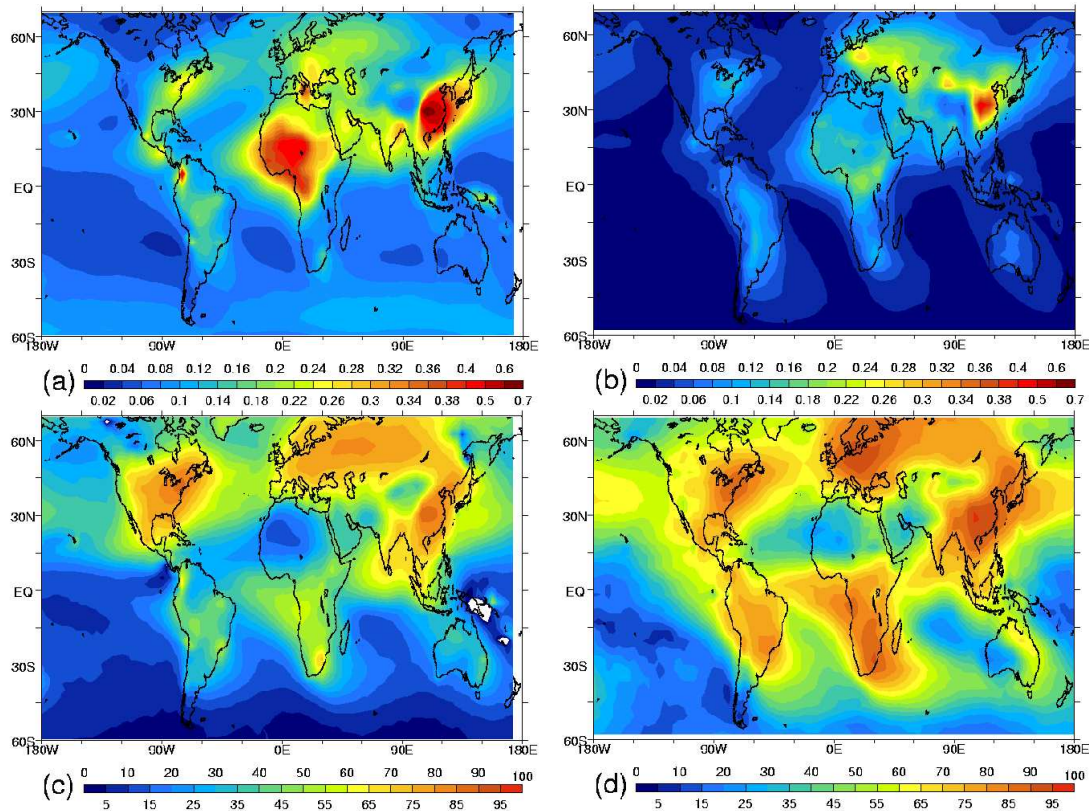 60N
30N
EQ
30S
60S
180W 90W 0E 90E 180E
(a) 0 0.04 0.08 0.12 0.16 0.2 0.24 0.28 0.32 0.36 0.4 0.6
0.02 0.06 0.1 0.14 0.18 0.22 0.26 0.3 0.34 0.38 0.5 0.7
60N
30N
EQ
30S
60S
180W 90W 0E 90E 180E
(b) 0 0.04 0.08 0.12 0.16 0.2 0.24 0.28 0.32 0.36 0.4 0.6
0.02 0.06 0.1 0.14 0.18 0.22 0.26 0.3 0.34 0.38 0.5 0.7
60N
30N
EQ
30S
60S
180W 90W 0E 90E 180E
(c) 0 10 20 30 40 50 60 70 80 90 100
5 15 25 35 45 55 65 75 85 95
60N
30N
EQ
30S
60S
180W 90W 0E 90E 180E
(d) 0 10 20 30 40 50 60 70 80 90 100
5 15 25 35 45 55 65 75 85 95